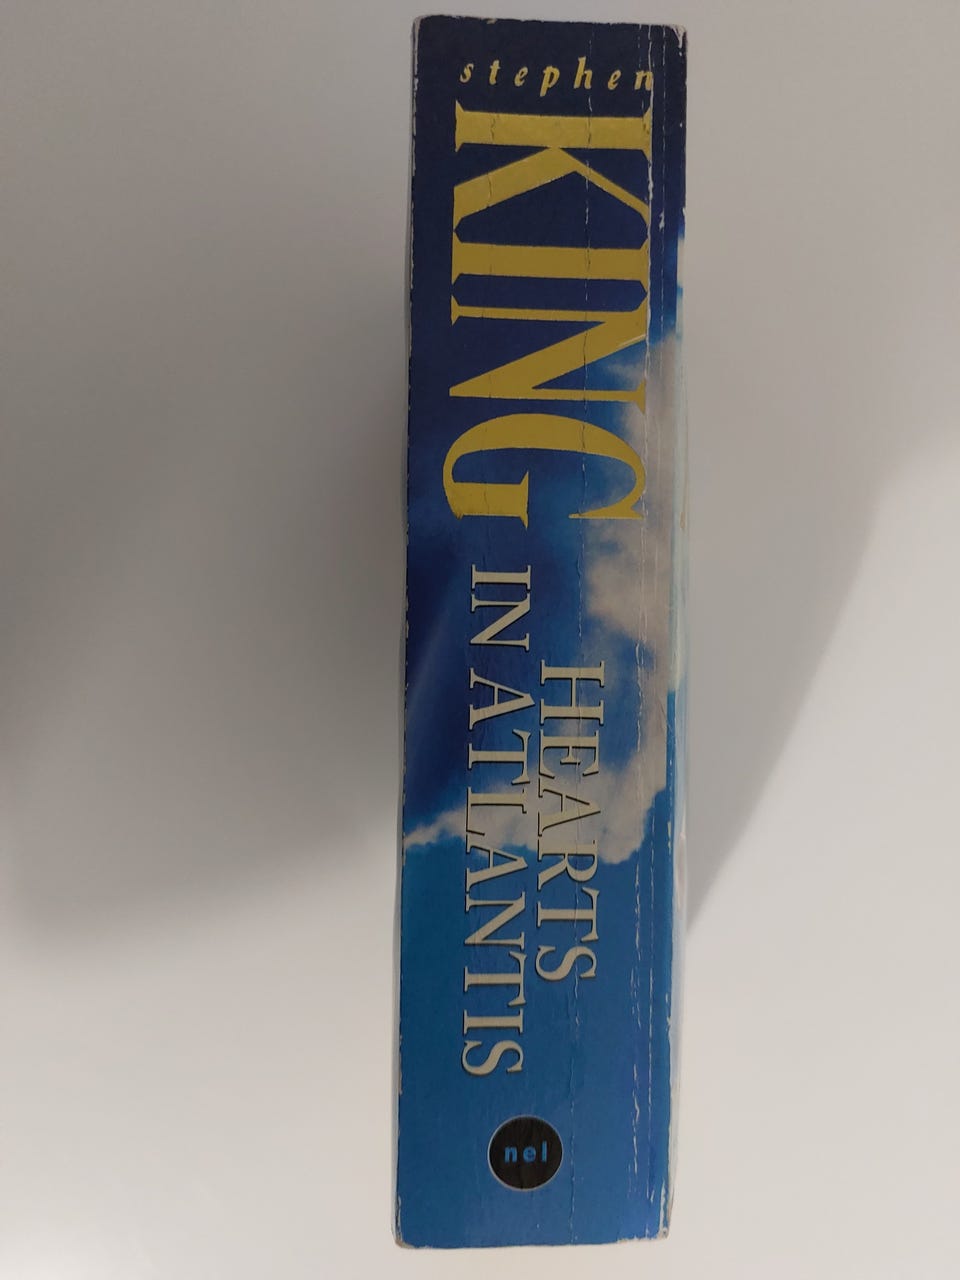 stephen
KING
HEARTS
IN ATLANTIS
nel